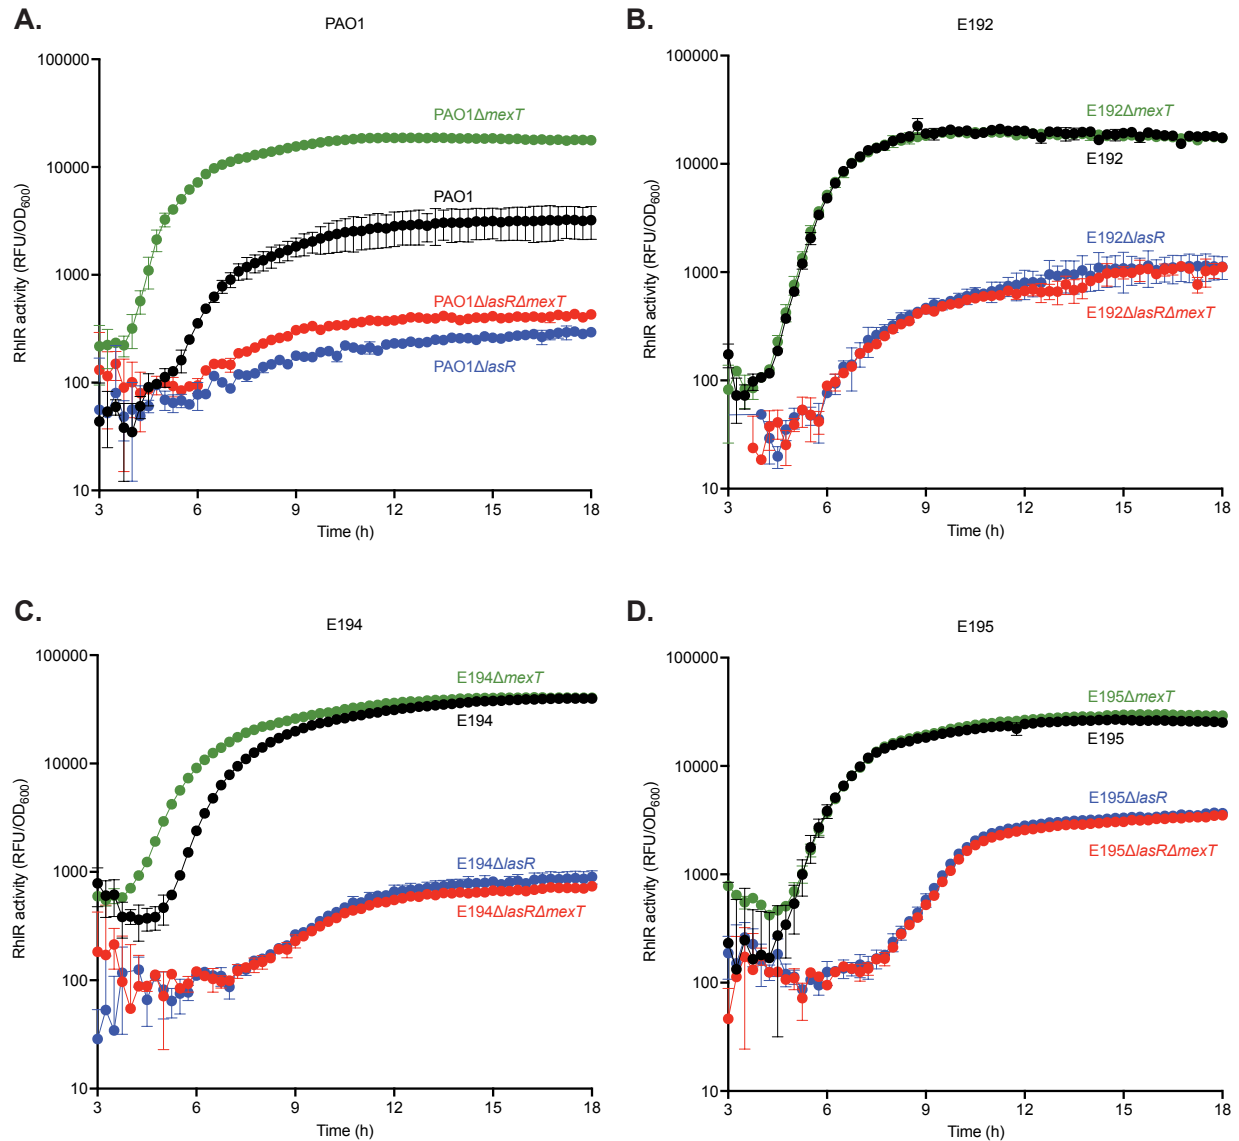 A.
PAO1
100000
10000
1000
100
10
3 6 9 12 15 18
Time (h)
RhlR activity (RFU/OD600)
PAO1ΔmexT
PAO1
PAO1ΔlasRΔmexT
PAO1ΔlasR
B.
E192
100000
10000
1000
100
10
3 6 9 12 15 18
Time (h)
RhlR activity (RFU/OD600)
E192ΔmexT
E192
E192ΔlasR
E192ΔlasRΔmexT
C.
E194
100000
10000
1000
100
10
3 6 9 12 15 18
Time (h)
RhlR activity (RFU/OD600)
E194ΔmexT
E194
E194ΔlasR
E194ΔlasRΔmexT
D.
E195
100000
10000
1000
100
10
3 6 9 12 15 18
Time (h)
RhlR activity (RFU/OD600)
E195ΔmexT
E195
E195ΔlasR
E195ΔlasRΔmexT